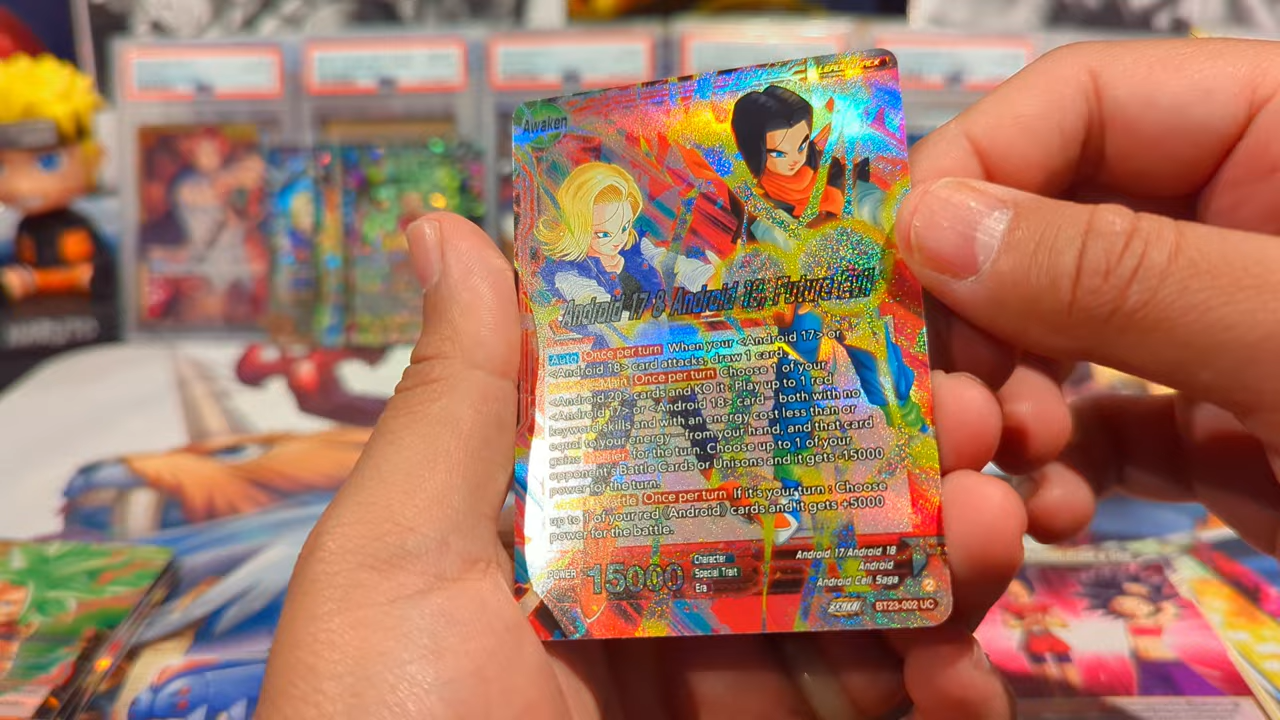 LEADER BACK
Awaken
Android 17 & Android 18, Future Evil
Auto Once per turn When your <Android 17> or
<Android 18> card attacks, draw 1 card.
Main Once per turn Choose 1 of your
<Android 20> cards and KO it : Play up to 1 red
<Android 17> or <Android 18> card both with no
keyword skills and with an energy cost less than or
equal to your energy from your hand, and that card
gains for the turn. Choose up to 1 of your
opponent's Battle Cards or Unisons and it gets -15000
power for the turn.
Battle Once per turn If it's your turn : Choose
up to 1 of your red ⟪Android⟫ cards and it gets +5000
power for the battle.
POWER 15000
Character Android 17/Android 18
Special Trait Android
Era Android Cell Saga
BT23-002 UC
NARUTO